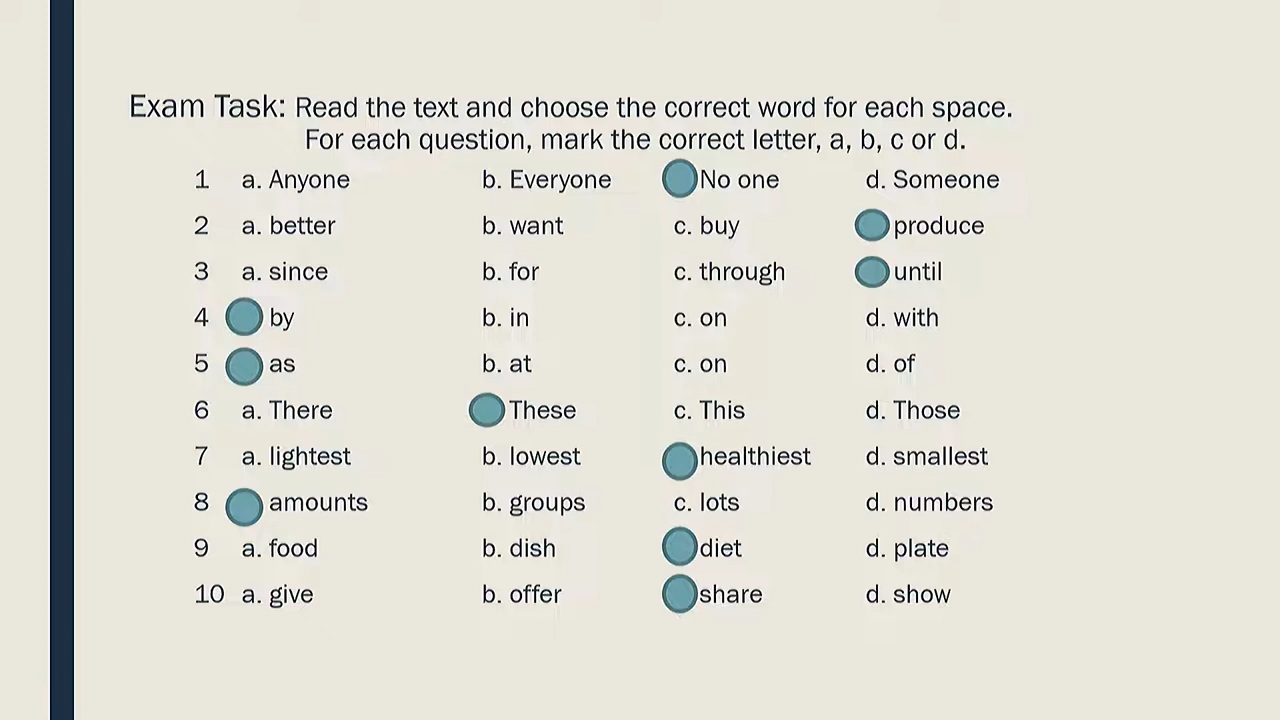 Exam Task: Read the text and choose the correct word for each space.
For each question, mark the correct letter, a, b, c or d.
1 a. Anyone b. Everyone No one d. Someone
2 a. better b. want c. buy produce
3 a. since b. for c. through until
4 by b. in c. on d. with
5 as b. at c. on d. of
6 a. There These c. This d. Those
7 a. lightest b. lowest healthiest d. smallest
8 amounts b. groups c. lots d. numbers
9 a. food b. dish diet d. plate
10 a. give b. offer share d. show